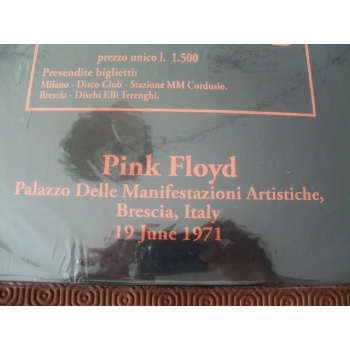 prezzo unico l. 1.500
Prevendite biglietti:
Milano - Disco Club - Stazione MM Cordusio.
Brescia - Dischi F.lli Terenghi.
Pink Floyd
Palazzo Delle Manifestazioni Artistiche,
Brescia, Italy
19 June 1971